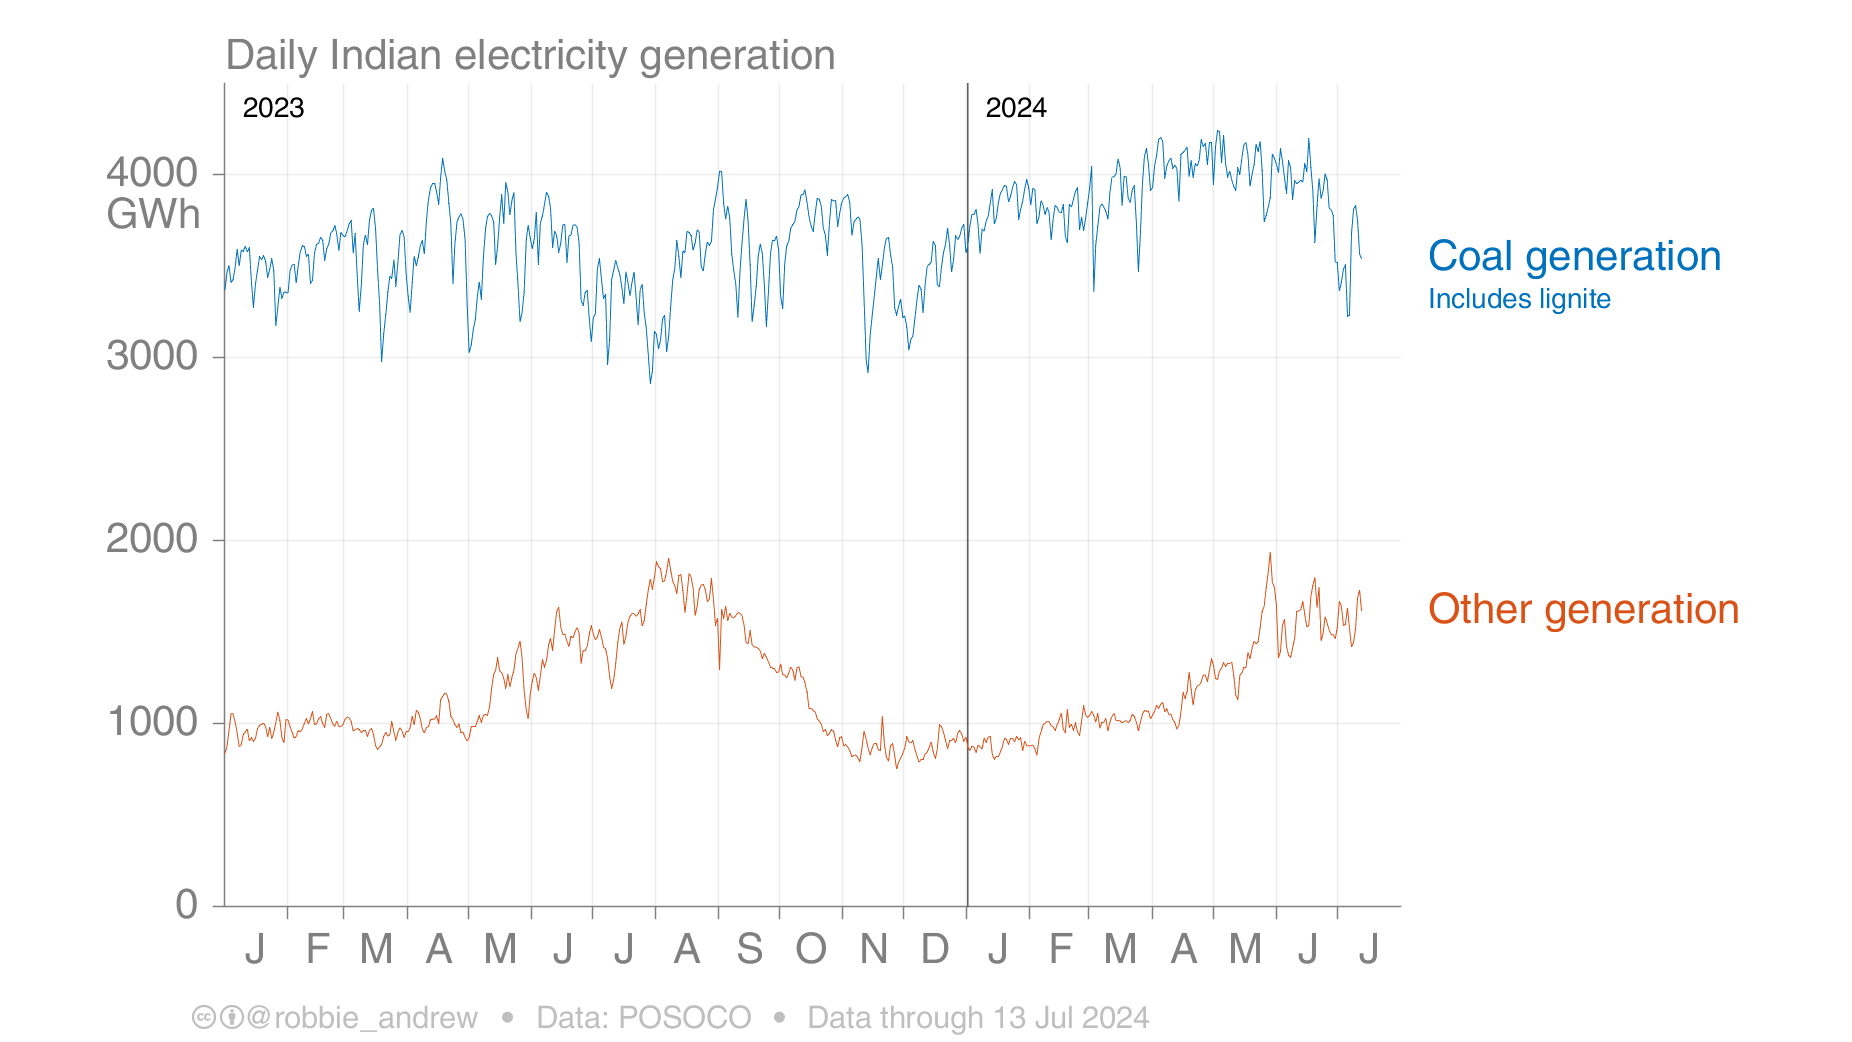 Daily Indian electricity generation
2023
2024
4000
GWh
3000
2000
1000
0
Coal generation
Includes lignite
Other generation
J F M A M J J A S O N D J F M A M J J
@robbie_andrew • Data: POSOCO • Data through 13 Jul 2024